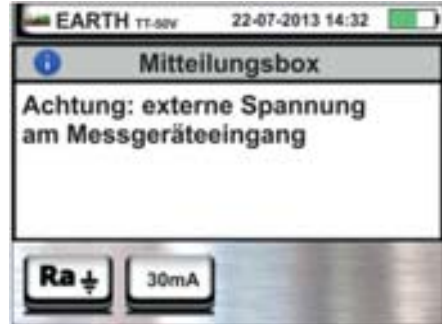 EARTH TT-50V 22-07-2013 14:32
Mitteilungsbox
Achtung: externe Spannung
am Messgeräteeingang
Ra 30mA